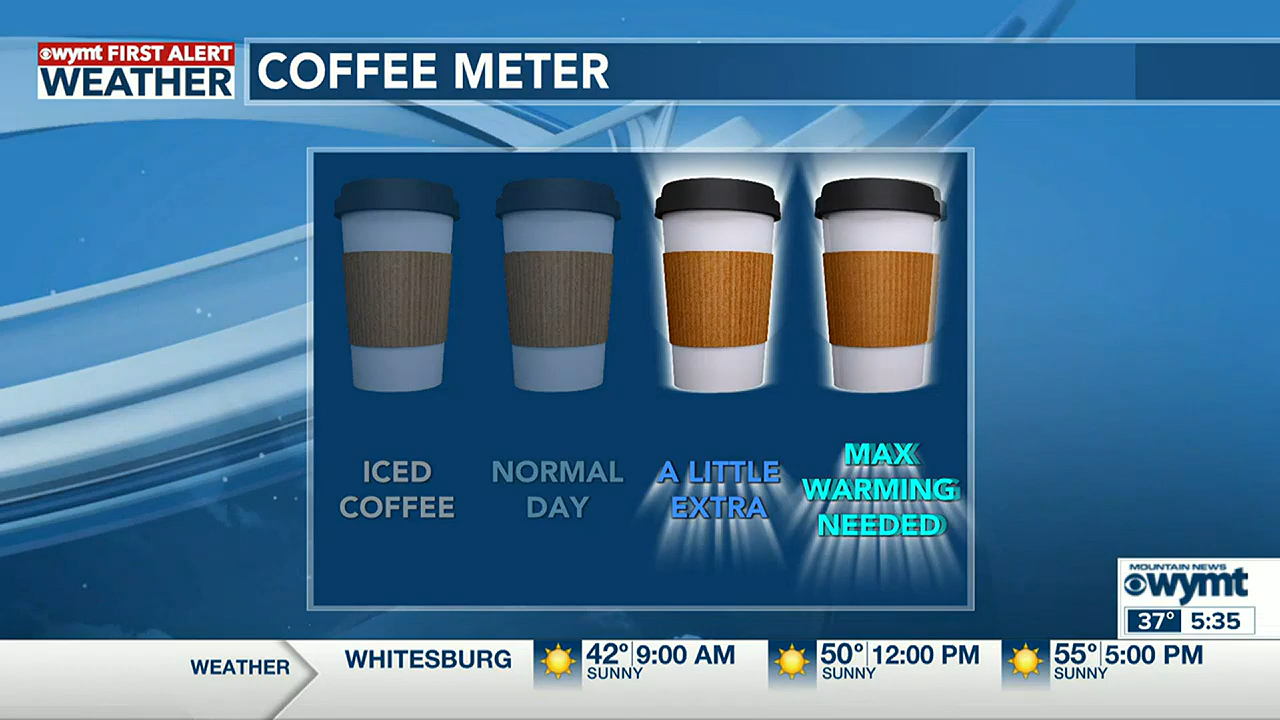 wymt FIRST ALERT
WEATHER
COFFEE METER
ICED
COFFEE
NORMAL
DAY
A LITTLE
EXTRA
MAX
WARMING
NEEDED
MOUNTAIN NEWS
wymt
37° 5:35
WEATHER
WHITESBURG
42° 9:00 AM
SUNNY
50° 12:00 PM
SUNNY
55° 5:00 PM
SUNNY